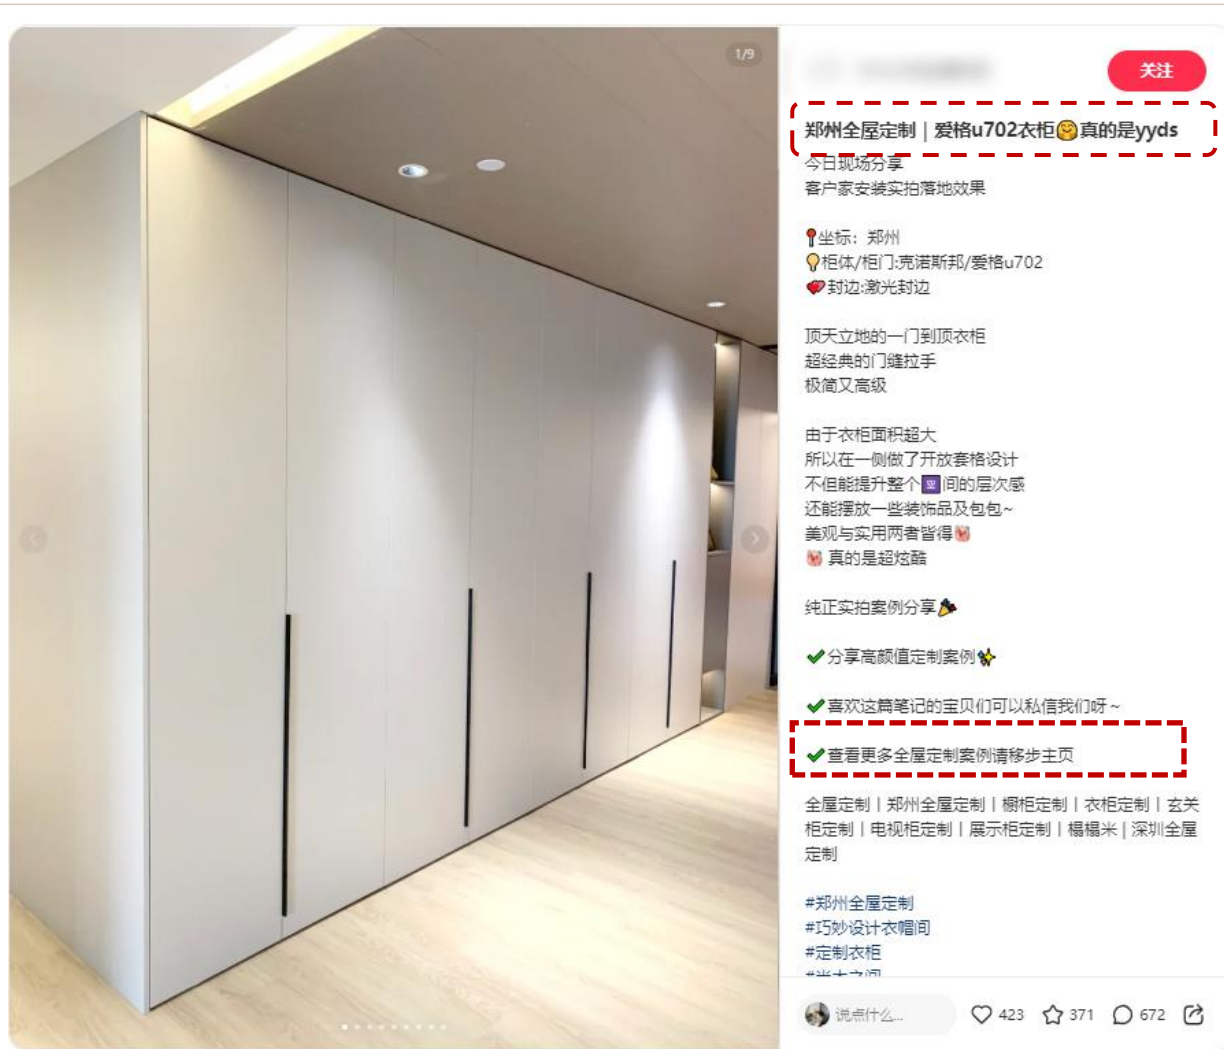 1/9
关注
郑州全屋定制 | 爱格u702衣柜🤗真的是yyds
今日现场分享
客户家安装实拍落地效果
📍坐标：郑州
💡柜体/柜门:克诺斯邦/爱格u702
💕封边:激光封边
顶天立地的一门到顶衣柜
超经典的门缝拉手
极简又高级
由于衣柜面积超大
所以在一侧做了开放套格设计
不但能提升整个🈳间的层次感
还能摆放一些装饰品及包包~
美观与实用两者皆得
真的是超炫酷
纯正实拍案例分享🎉
✔分享高颜值定制案例✨
✔喜欢这篇笔记的宝贝们可以私信我们呀~
✔查看更多全屋定制案例请移步主页
全屋定制丨郑州全屋定制丨橱柜定制丨衣柜定制丨玄关
柜定制丨电视柜定制丨展示柜定制丨榻榻米 | 深圳全屋
定制
#郑州全屋定制
#巧妙设计衣帽间
#定制衣柜
说点什么...
423
371
672